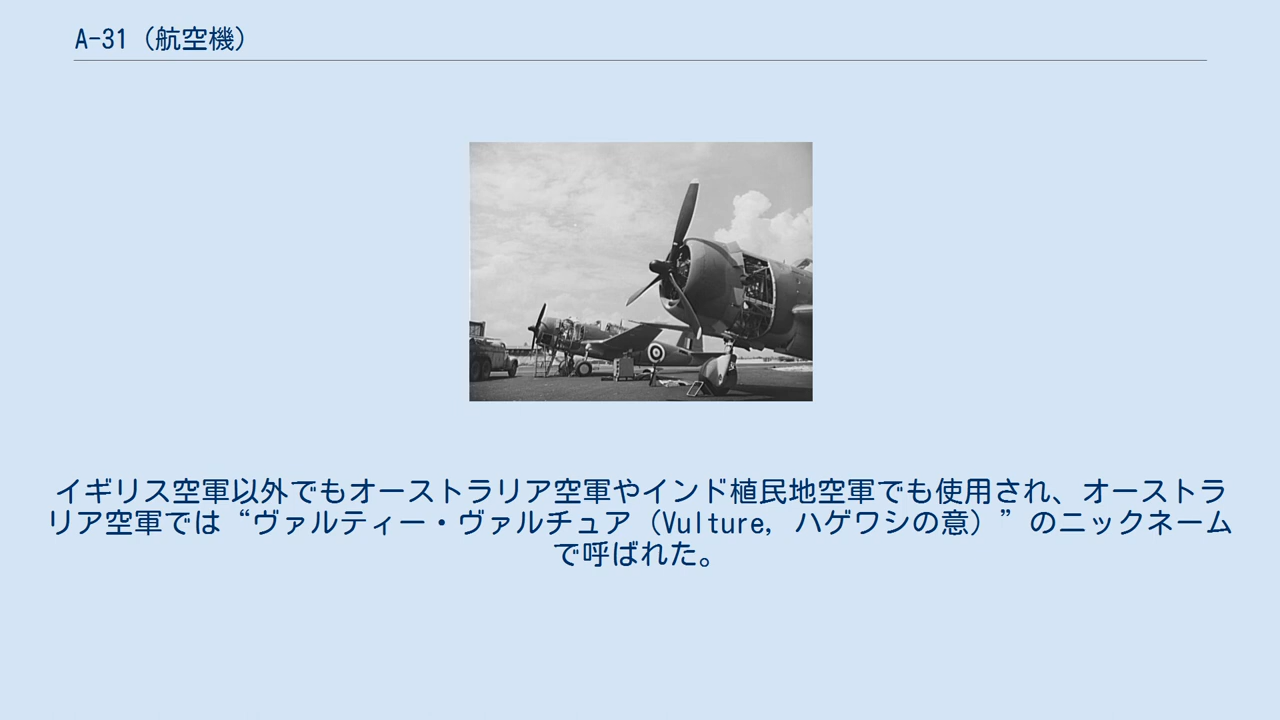 A-31（航空機）
イギリス空軍以外でもオーストラリア空軍やインド植民地空軍でも使用され、オーストラ
リア空軍では“ヴァルティー・ヴァルチュア（Vulture, ハゲワシの意）”のニックネーム
で呼ばれた。